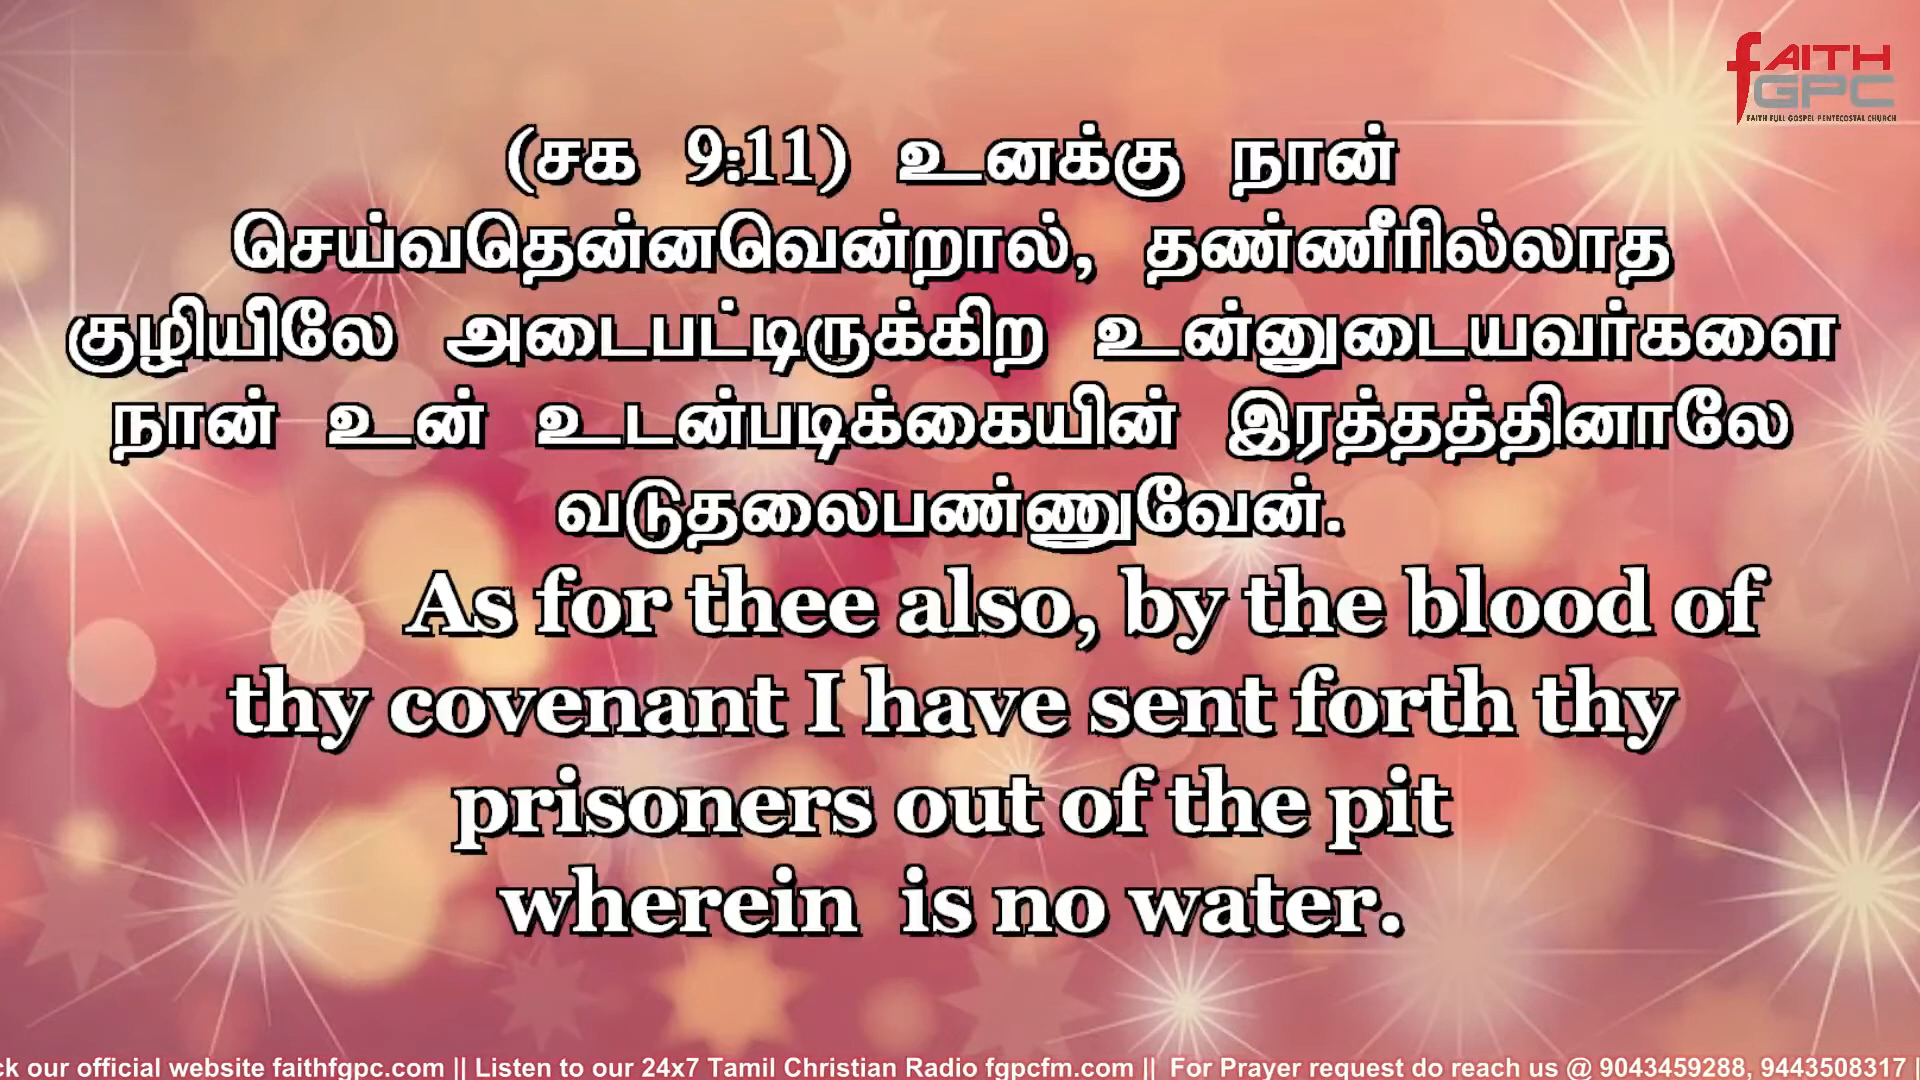 fAITH
GPC
FAITH FULL GOSPEL PENTECOSTAL CHURCH
(சக 9:11) உனக்கு நான்
செய்வதென்னவென்றால், தண்ணீரில்லாத
குழியிலே அடைபட்டிருக்கிற உன்னுடையவர்களை
நான் உன் உடன்படிக்கையின் இரத்தத்தினாலே
வடுதலைபண்ணுவேன்.
As for thee also, by the blood of
thy covenant I have sent forth thy
prisoners out of the pit
wherein is no water.
ck our official website faithfgpc.com || Listen to our 24x7 Tamil Christian Radio fgpcfm.com || For Prayer request do reach us @ 9043459288, 9443508317 |